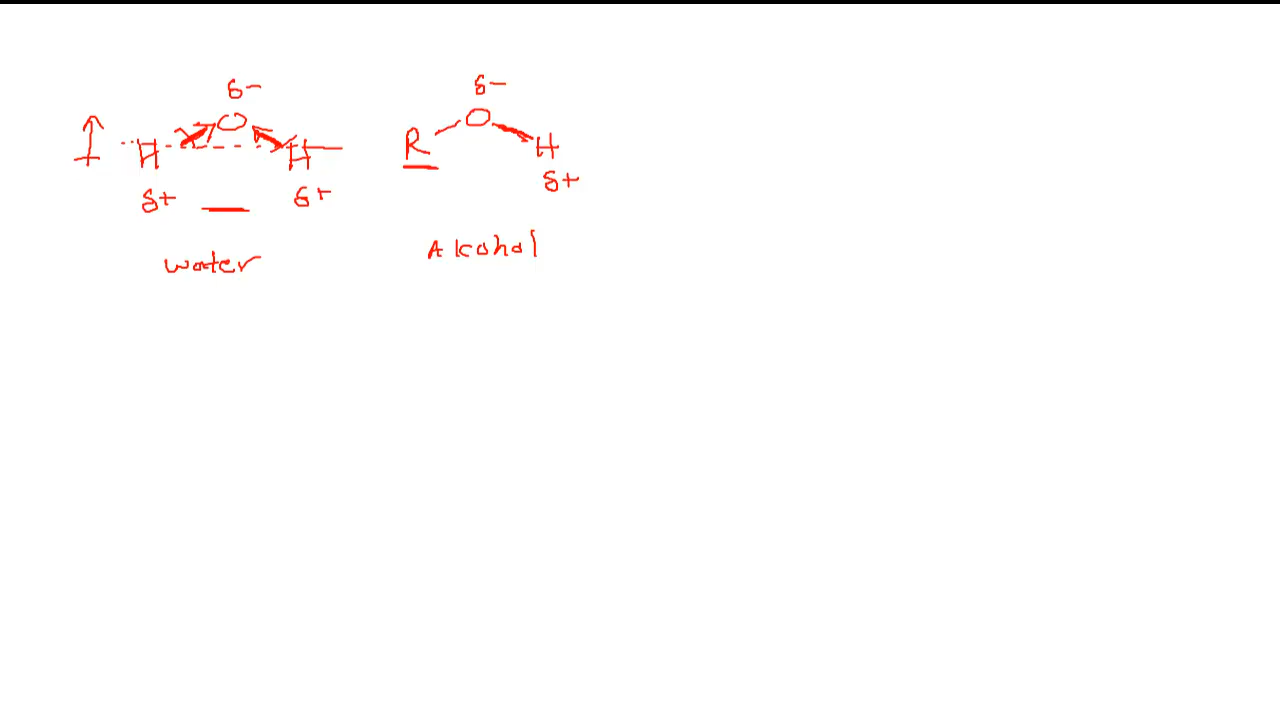 δ- δ-
O O
H H R H
δ+ δ+ δ+
water Alcohol